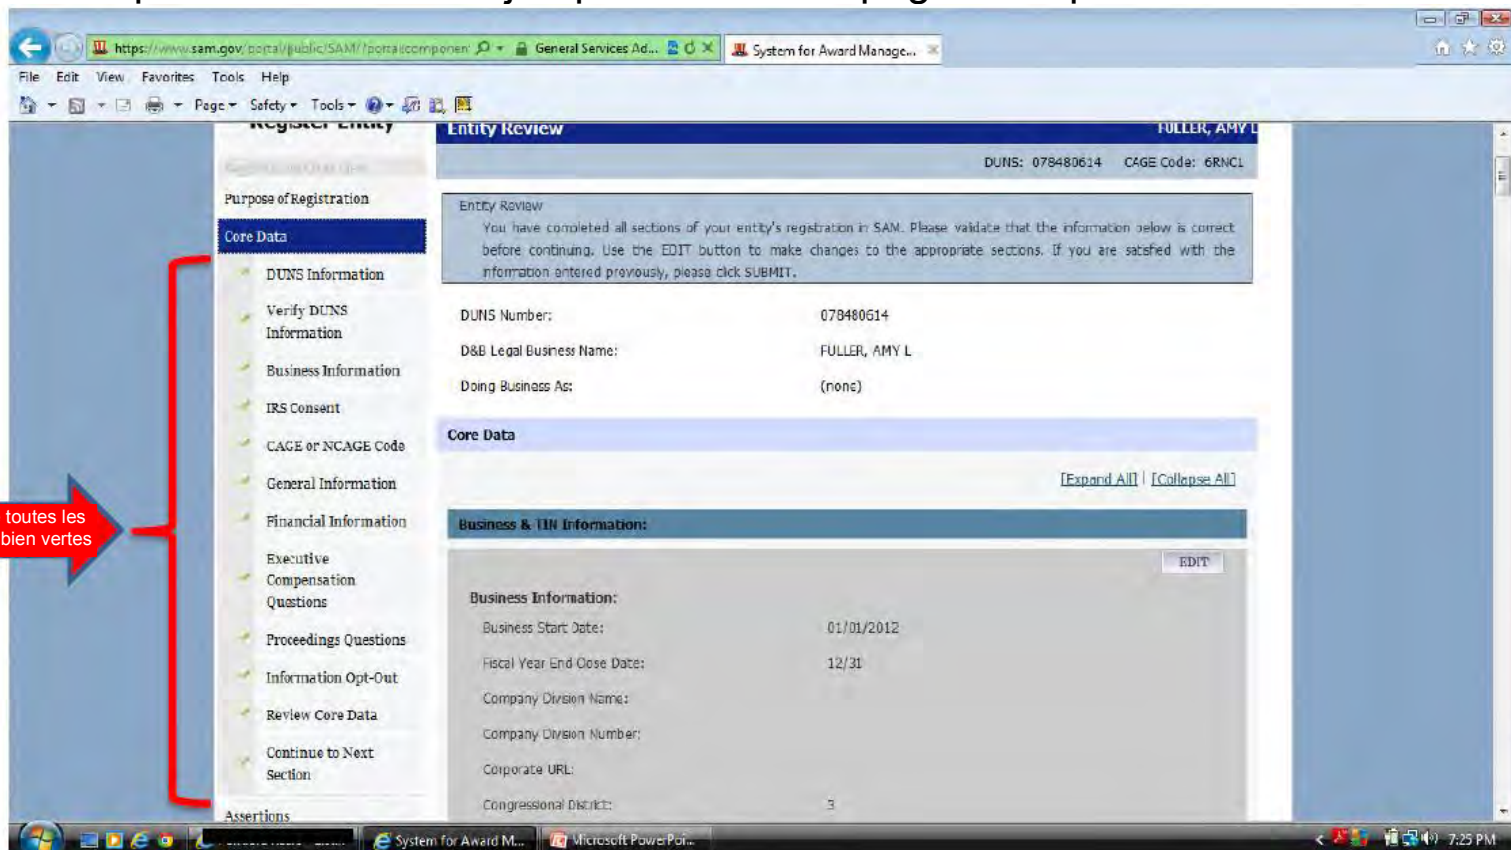 https://www.sam.gov/portal/public/SAM/?portal:componen
General Services Ad...
System for Award Manage...
File Edit View Favorites Tools Help
Page Safety Tools
Register Entity
Entity Review
FULLER, AMY L
DUNS: 078480614 CAGE Code: 6RNC1
Purpose of Registration
Core Data
DUNS Information
Verify DUNS
Information
Business Information
IRS Consent
CAGE or NCAGE Code
General Information
Financial Information
Executive
Compensation
Questions
Proceedings Questions
Information Opt-Out
Review Core Data
Continue to Next
Section
Assertions
toutes les
bien vertes
Entity Review
You have completed all sections of your entity's registration in SAM. Please validate that the information below is correct
before continuing. Use the EDIT button to make changes to the appropriate sections. If you are satisfied with the
information entered previously, please click SUBMIT.
DUNS Number: 078480614
D&B Legal Business Name: FULLER, AMY L
Doing Business As: (none)
Core Data
[Expand All] | [Collapse All]
Business & TIN Information:
EDIT
Business Information:
Business Start Date: 01/01/2012
Fiscal Year End Close Date: 12/31
Company Division Name:
Company Division Number:
Corporate URL:
Congressional District: 3
System for Award M...
Microsoft PowerPoi...
7:25 PM